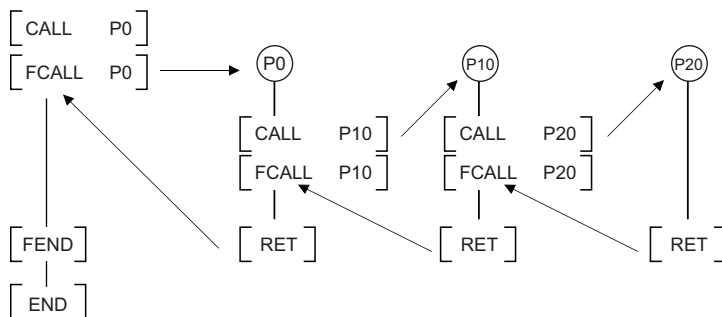 CALL P0
FCALL P0
P0
P10
P20
CALL P10
CALL P20
FCALL P10
FCALL P20
FEND
RET
RET
RET
END